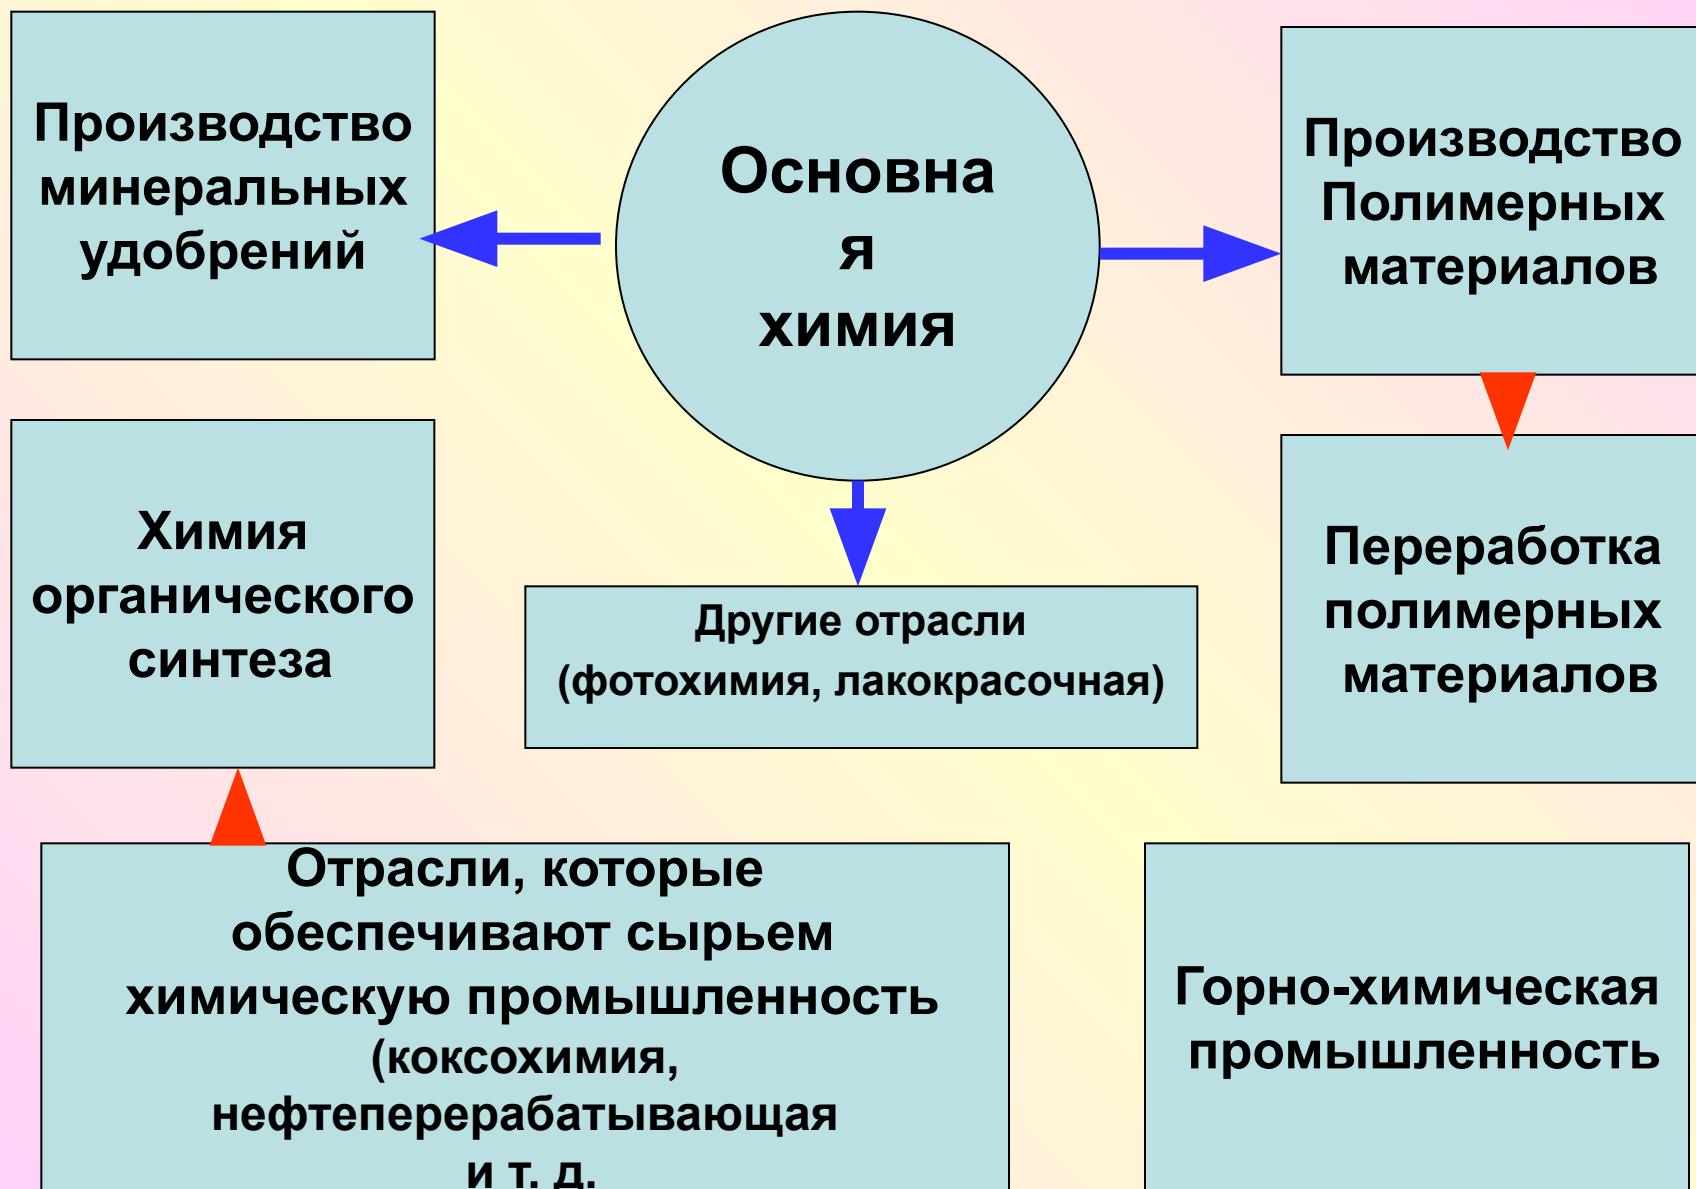 Производство
минеральных
удобрений
Основна
я
химия
Производство
Полимерных
материалов
Химия
органического
синтеза
Другие отрасли
(фотохимия, лакокрасочная)
Переработка
полимерных
материалов
Отрасли, которые
обеспечивают сырьем
химическую промышленность
(коксохимия,
нефтеперерабатывающая
и т. д.
Горно-химическая
промышленность